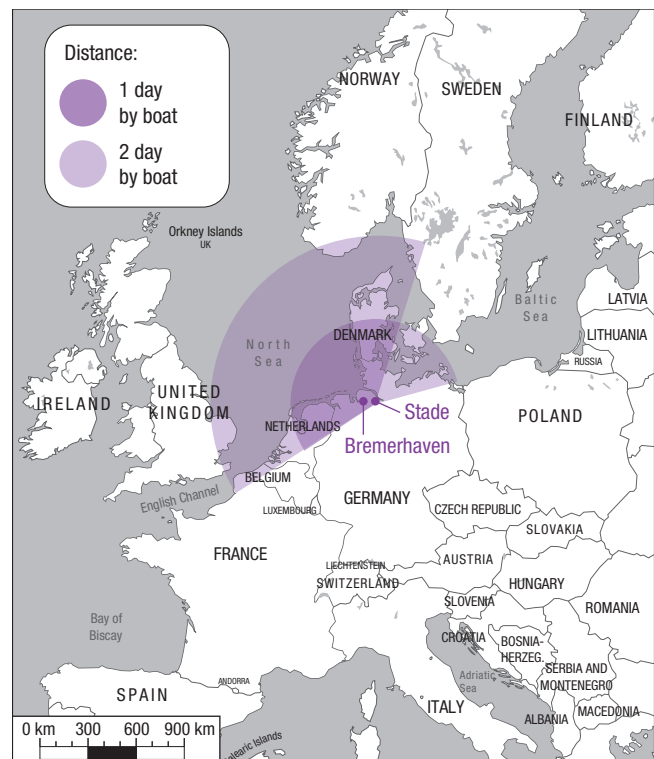 Distance:
1 day
by boat
2 day
by boat
NORWAY
SWEDEN
FINLAND
Orkney Islands
UK
Baltic
Sea
LATVIA
LITHUANIA
RUSSIA
North
Sea
DENMARK
IRELAND
UNITED
KINGDOM
NETHERLANDS
Stade
Bremerhaven
POLAND
BELGIUM
English Channel
LUXEMBOURG
GERMANY
CZECH REPUBLIC
SLOVAKIA
FRANCE
LIECHTENSTEIN
SWITZERLAND
AUSTRIA
HUNGARY
SLOVENIA
ROMANIA
Bay of
Biscay
CROATIA
BOSNIA-
HERZEG.
SERBIA AND
MONTENEGRO
Adriatic
Sea
ANDORRA
SPAIN
ITALY
ALBANIA
MACEDONIA
0 km 300 600 900 km
Islands